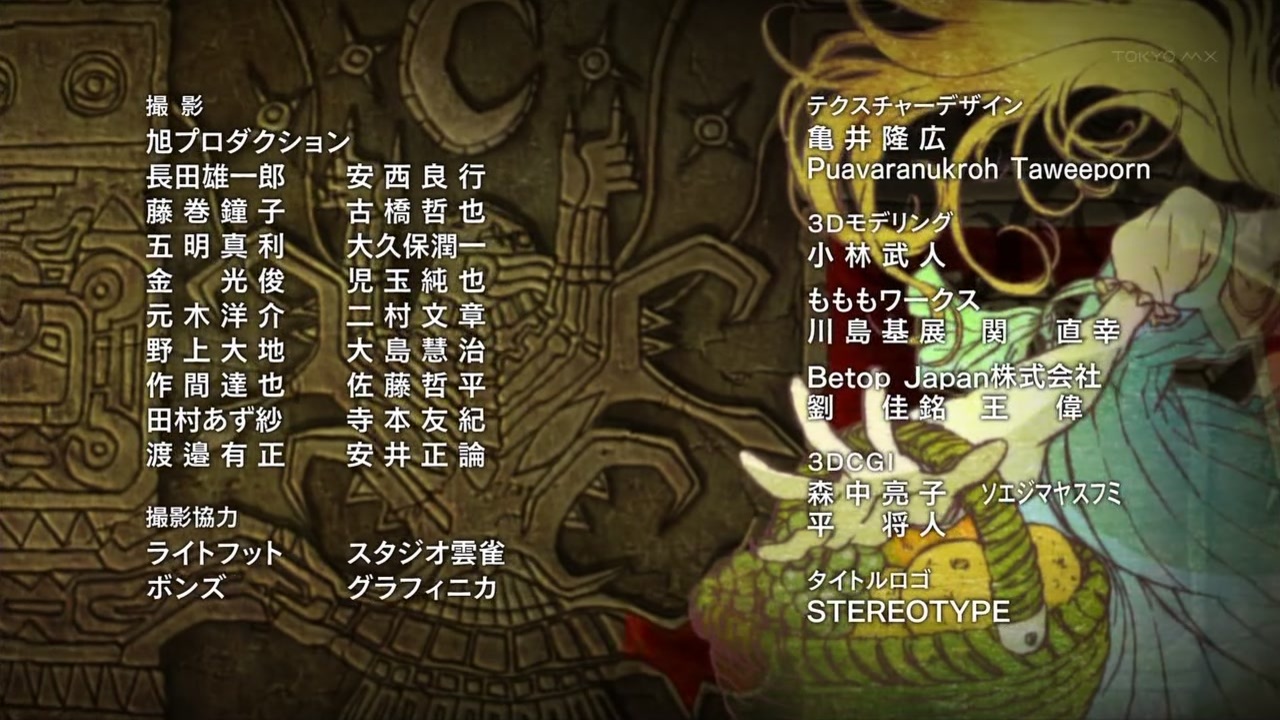 TOKYO MX
撮影
旭プロダクション
長田雄一郎 安西良行
藤巻鐘子 古橋哲也
五明真利 大久保潤一
金光俊 児玉純也
元木洋介 二村文章
野上大地 大島慧治
作間達也 佐藤哲平
田村あず紗 寺本友紀
渡邉有正 安井正論
撮影協力
ライトフット スタジオ雲雀
ボンズ グラフィニカ
テクスチャーデザイン
亀井隆広
Puavaranukroh Taweeporn
3Dモデリング
小林武人
もももワークス
川島基展 関直幸
Betop Japan株式会社
劉佳銘 王偉
3DCGI
森中亮子 ソエジマヤスフミ
平将人
タイトルロゴ
STEREOTYPE